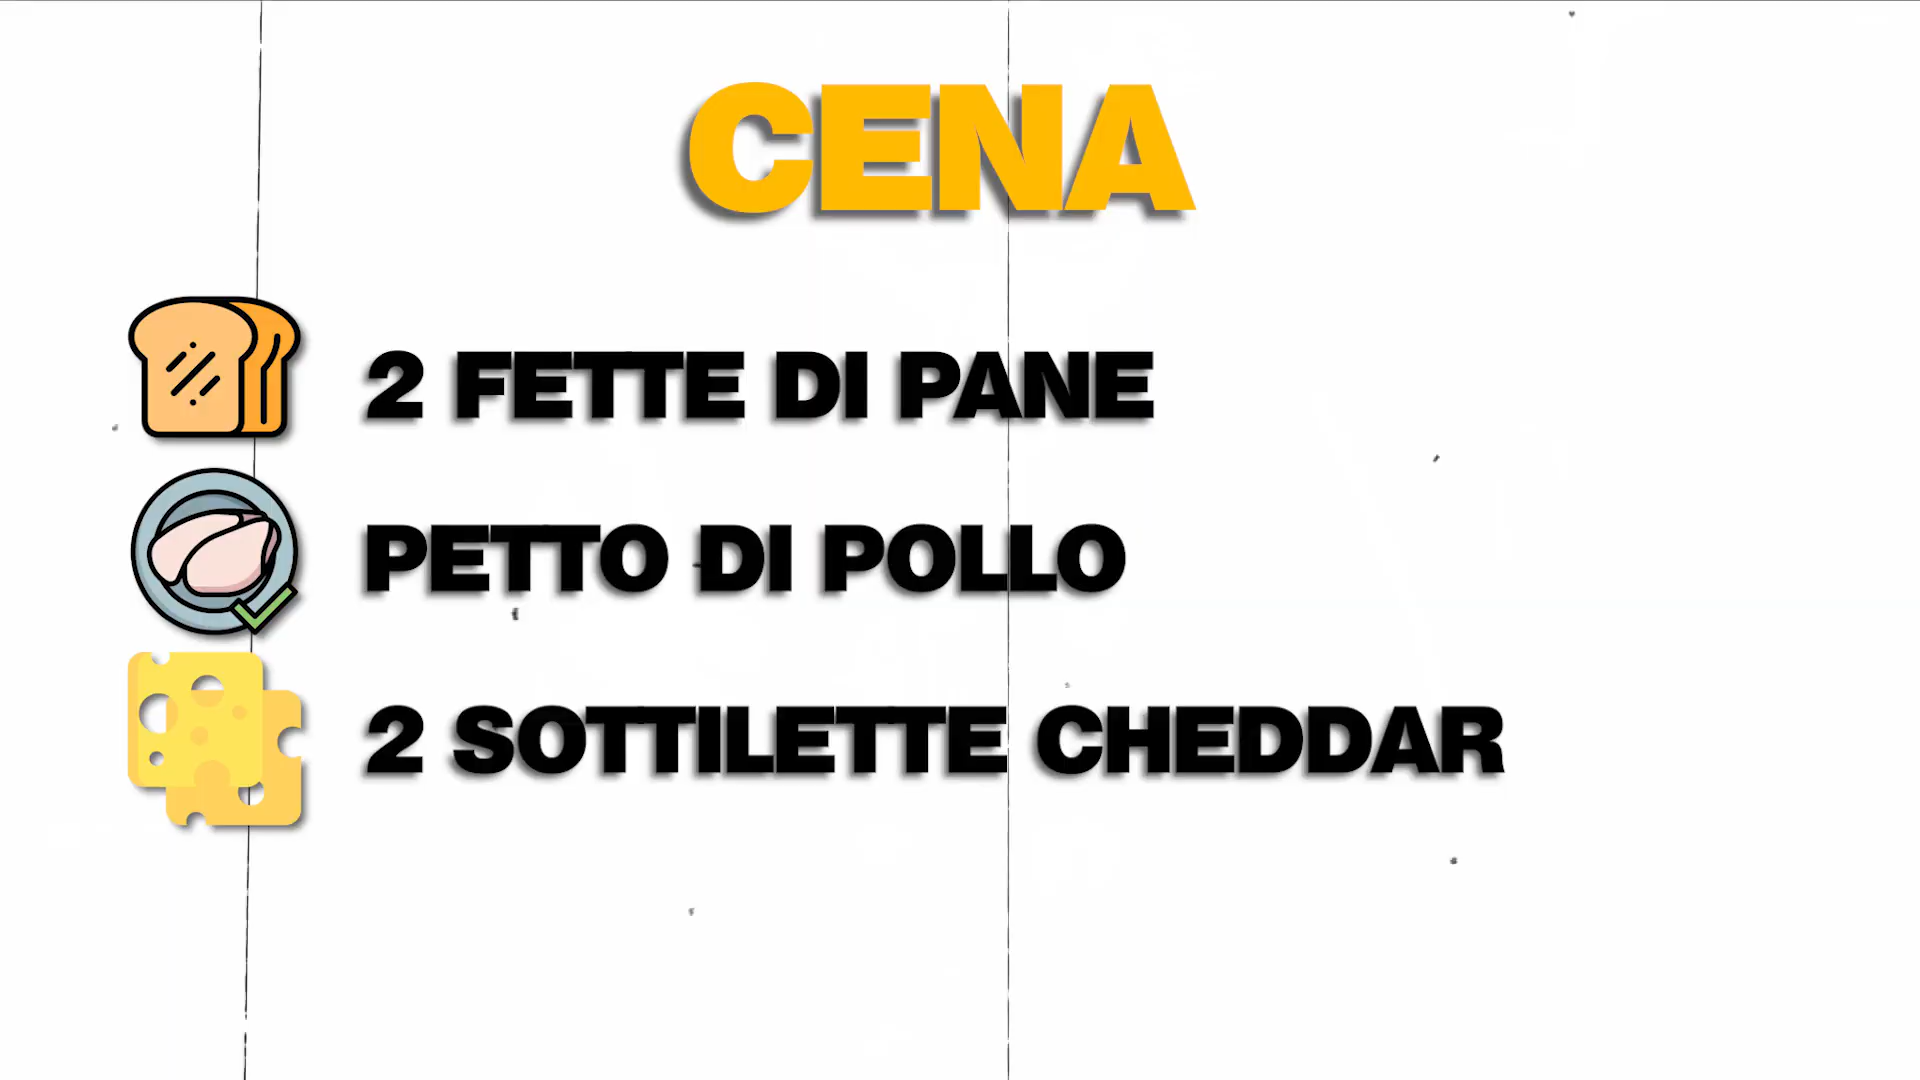 CENA
2 FETTE DI PANE
PETTO DI POLLO
2 SOTTILETTE CHEDDAR